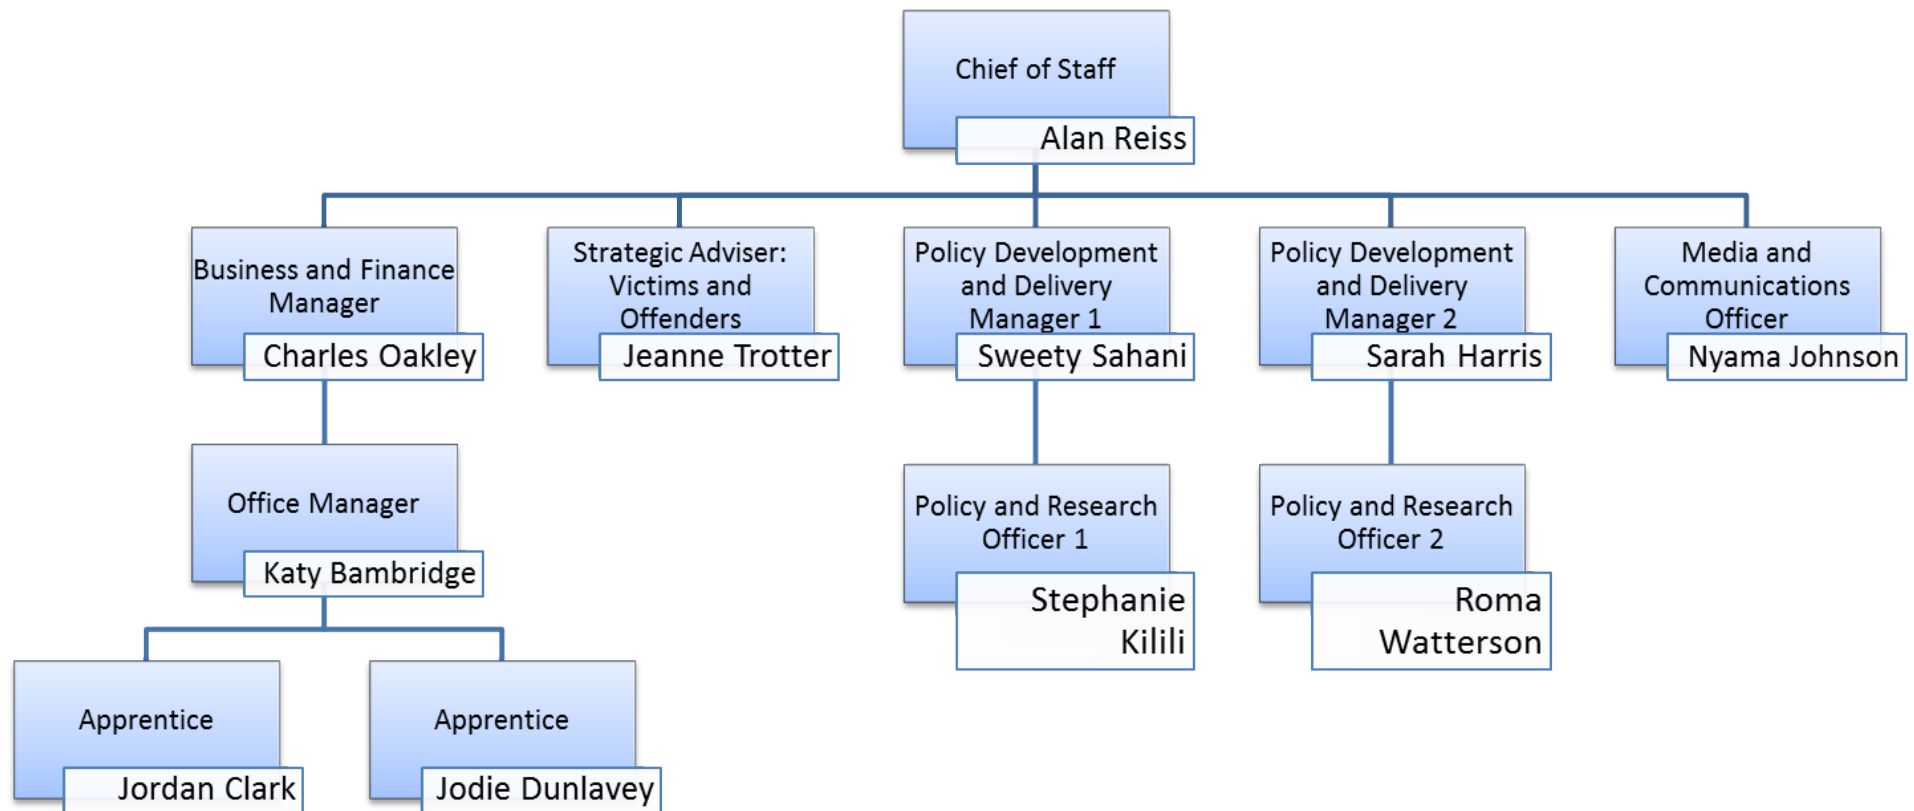 Chief of Staff
Alan Reiss
Business and Finance
Manager
Charles Oakley
Strategic Adviser:
Victims and
Offenders
Jeanne Trotter
Policy Development
and Delivery
Manager 1
Sweety Sahani
Policy Development
and Delivery
Manager 2
Sarah Harris
Media and
Communications
Officer
Nyama Johnson
Office Manager
Katy Bambridge
Policy and Research
Officer 1
Stephanie
Kilili
Policy and Research
Officer 2
Roma
Watterson
Apprentice
Jordan Clark
Apprentice
Jodie Dunlavey